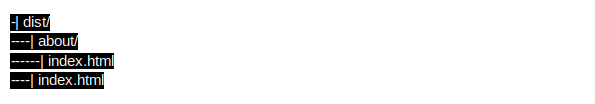 -| dist/
----| about/
------| index.html
----| index.html